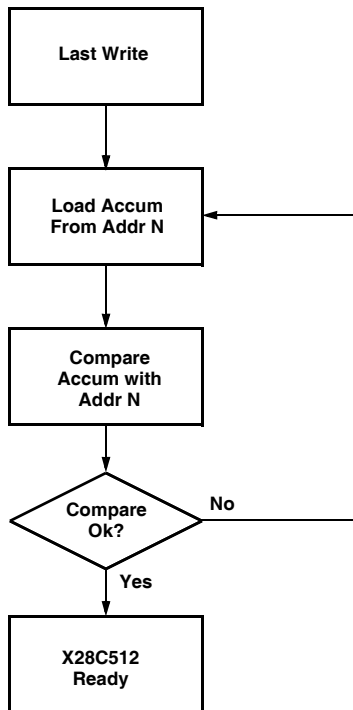 Last Write
Load Accum
From Addr N
Compare
Accum with
Addr N
Compare
Ok?
No
Yes
X28C512
Ready